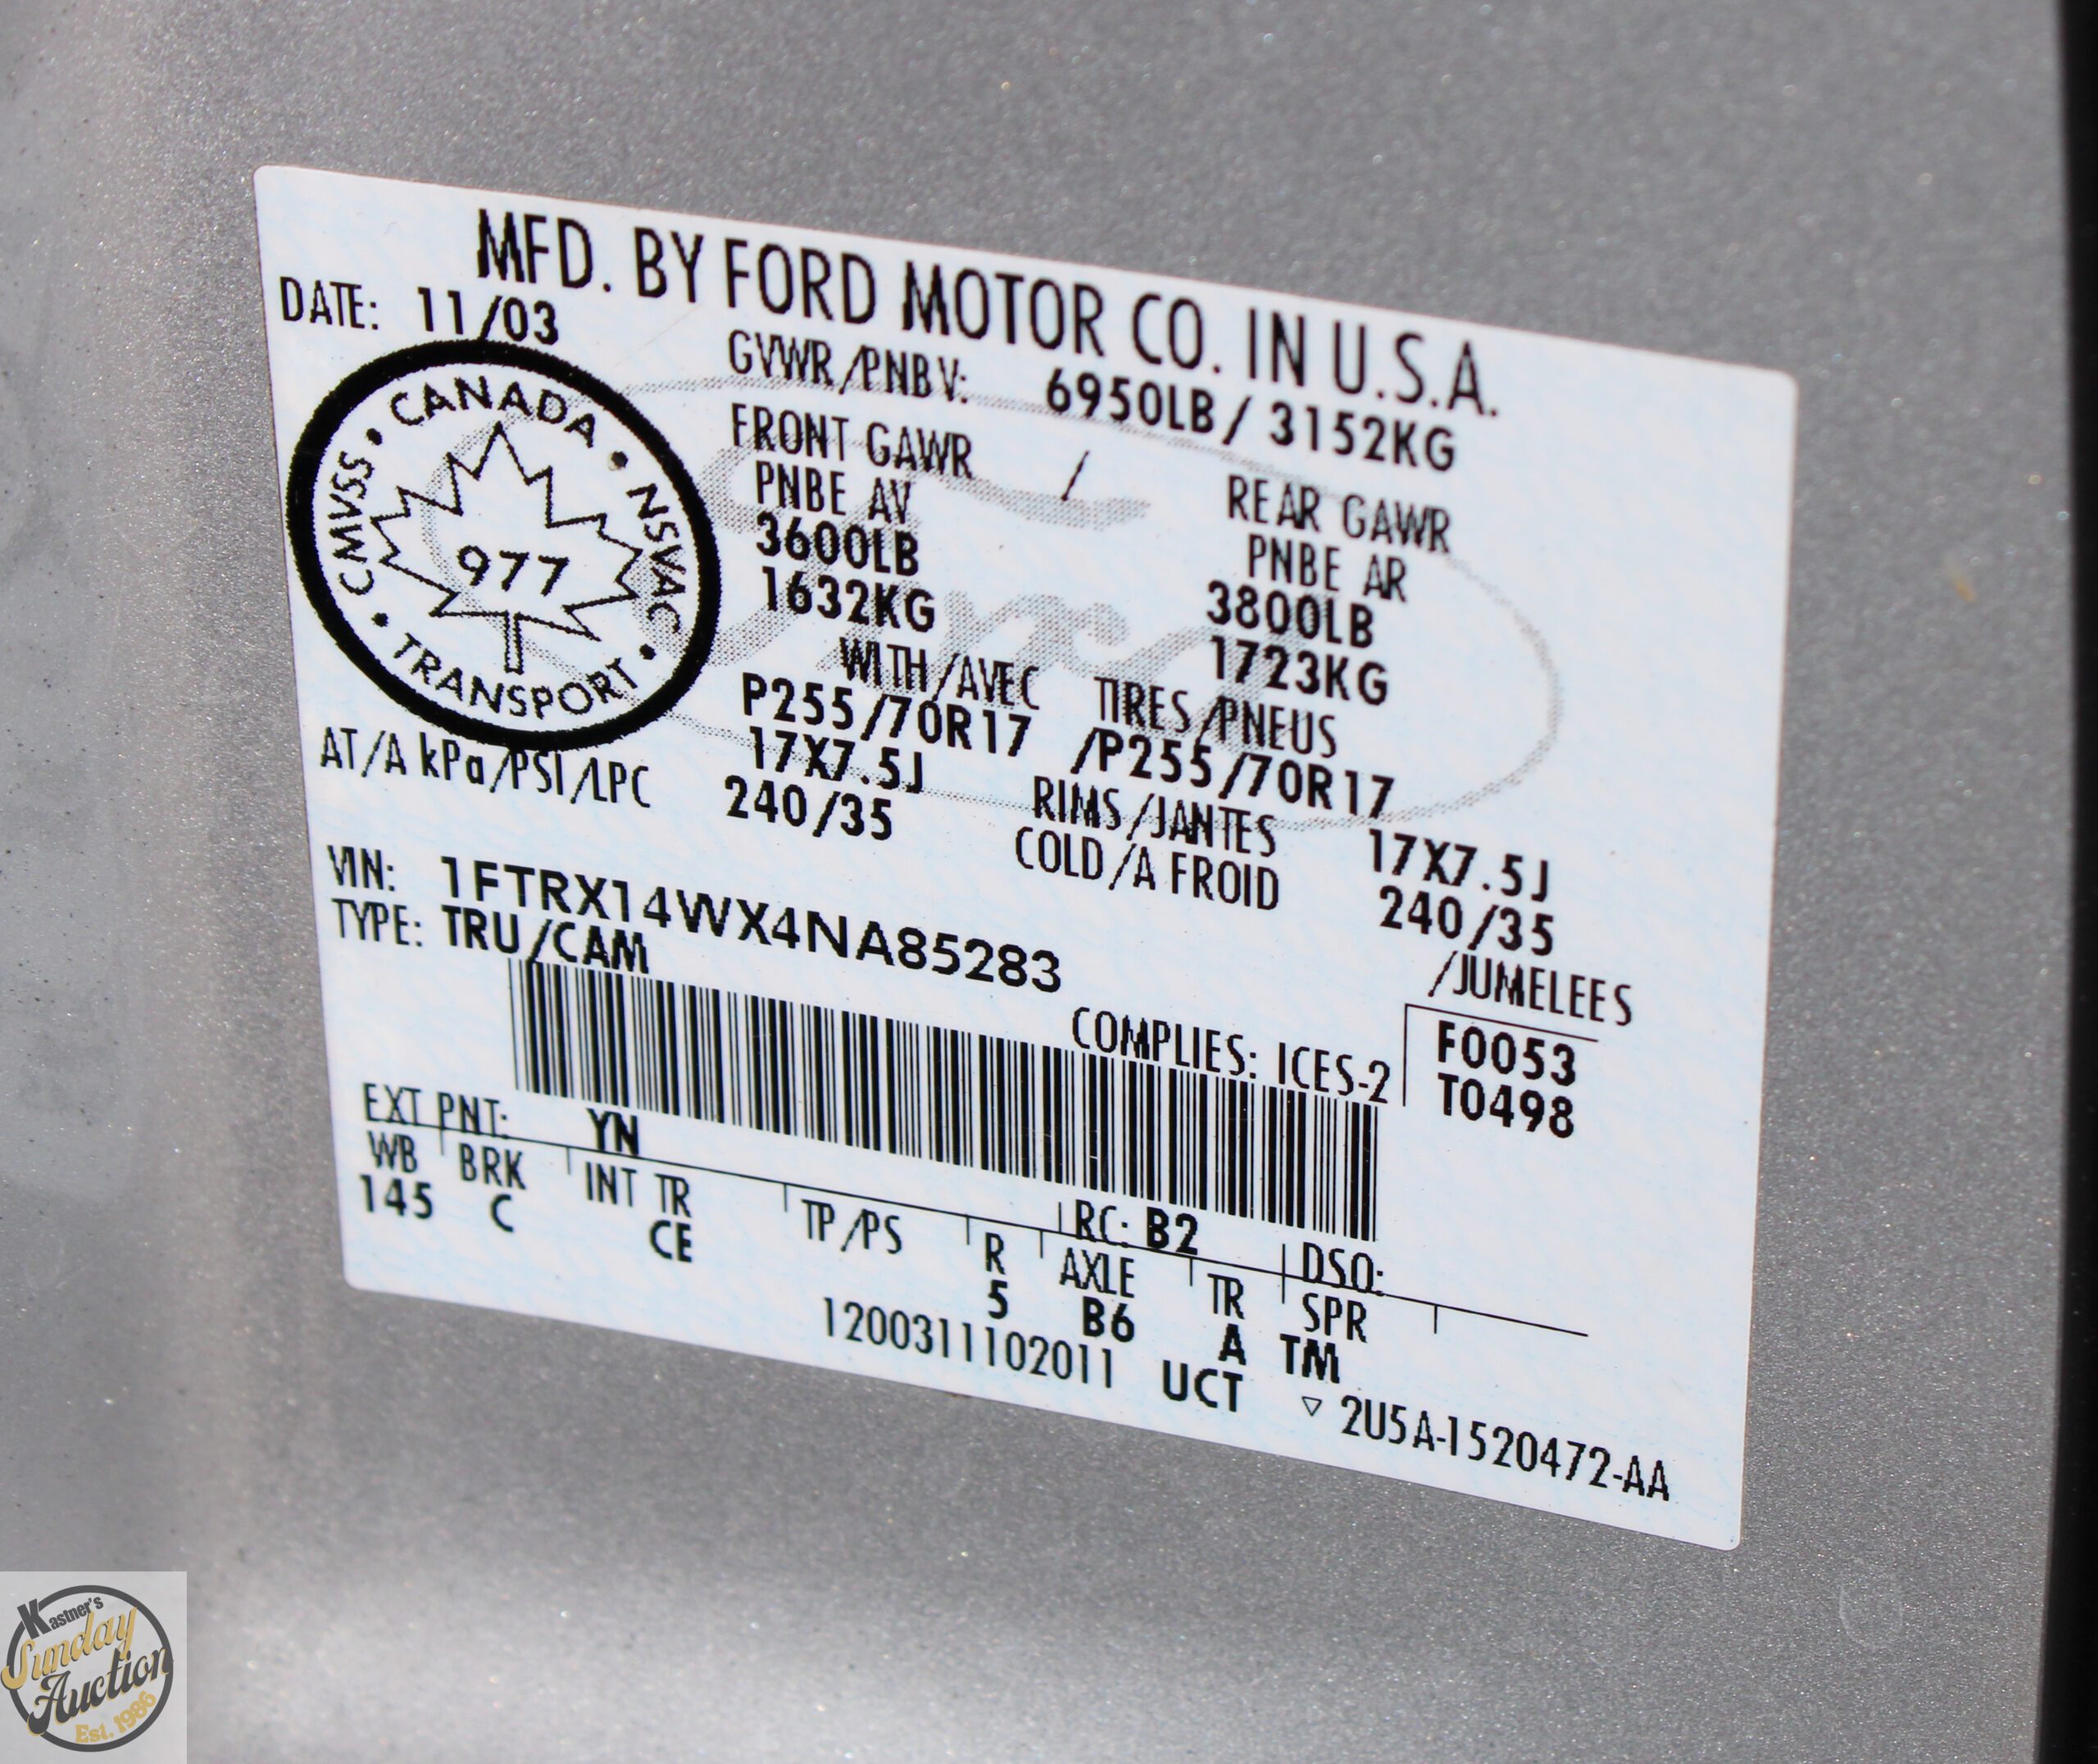 MFD. BY FORD MOTOR CO. IN U.S.A.
DATE: 11/03
GVWR/PNBV: 6950LB/3152KG
CANADA • NSVAC • TRANSPORT • CMVSS •
977
FRONT GAWR / REAR GAWR
PNBE AV PNBE AR
3600LB 3800LB
1632KG 1723KG
WITH/AVEC TIRES/PNEUS
P255/70R17 /P255/70R17
17X7.5J RIMS/JANTES 17X7.5J
AT/A kPa/PSI/LPC 240/35 COLD/A FROID 240/35
/JUMELEES
VIN: 1FTRX14WX4NA85283
TYPE: TRU/CAM
COMPLIES: ICES-2
F0053
T0498
EXT PNT: YN RC: B2 DSO:
WB BRK INT TR TP/PS R AXLE TR SPR
145 C CE 5 B6 A TM
1200311102011 UCT ▽ 2U5A-1520472-AA
Kastner's
Sunday
Auction
Est. 1986